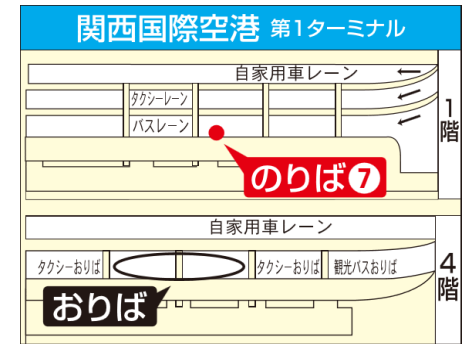 関西国際空港 第1ターミナル
自家用車レーン
タクシーレーン
バスレーン
1階
のりば❼
自家用車レーン
タクシーおりば
タクシーおりば
観光バスおりば
4階
おりば